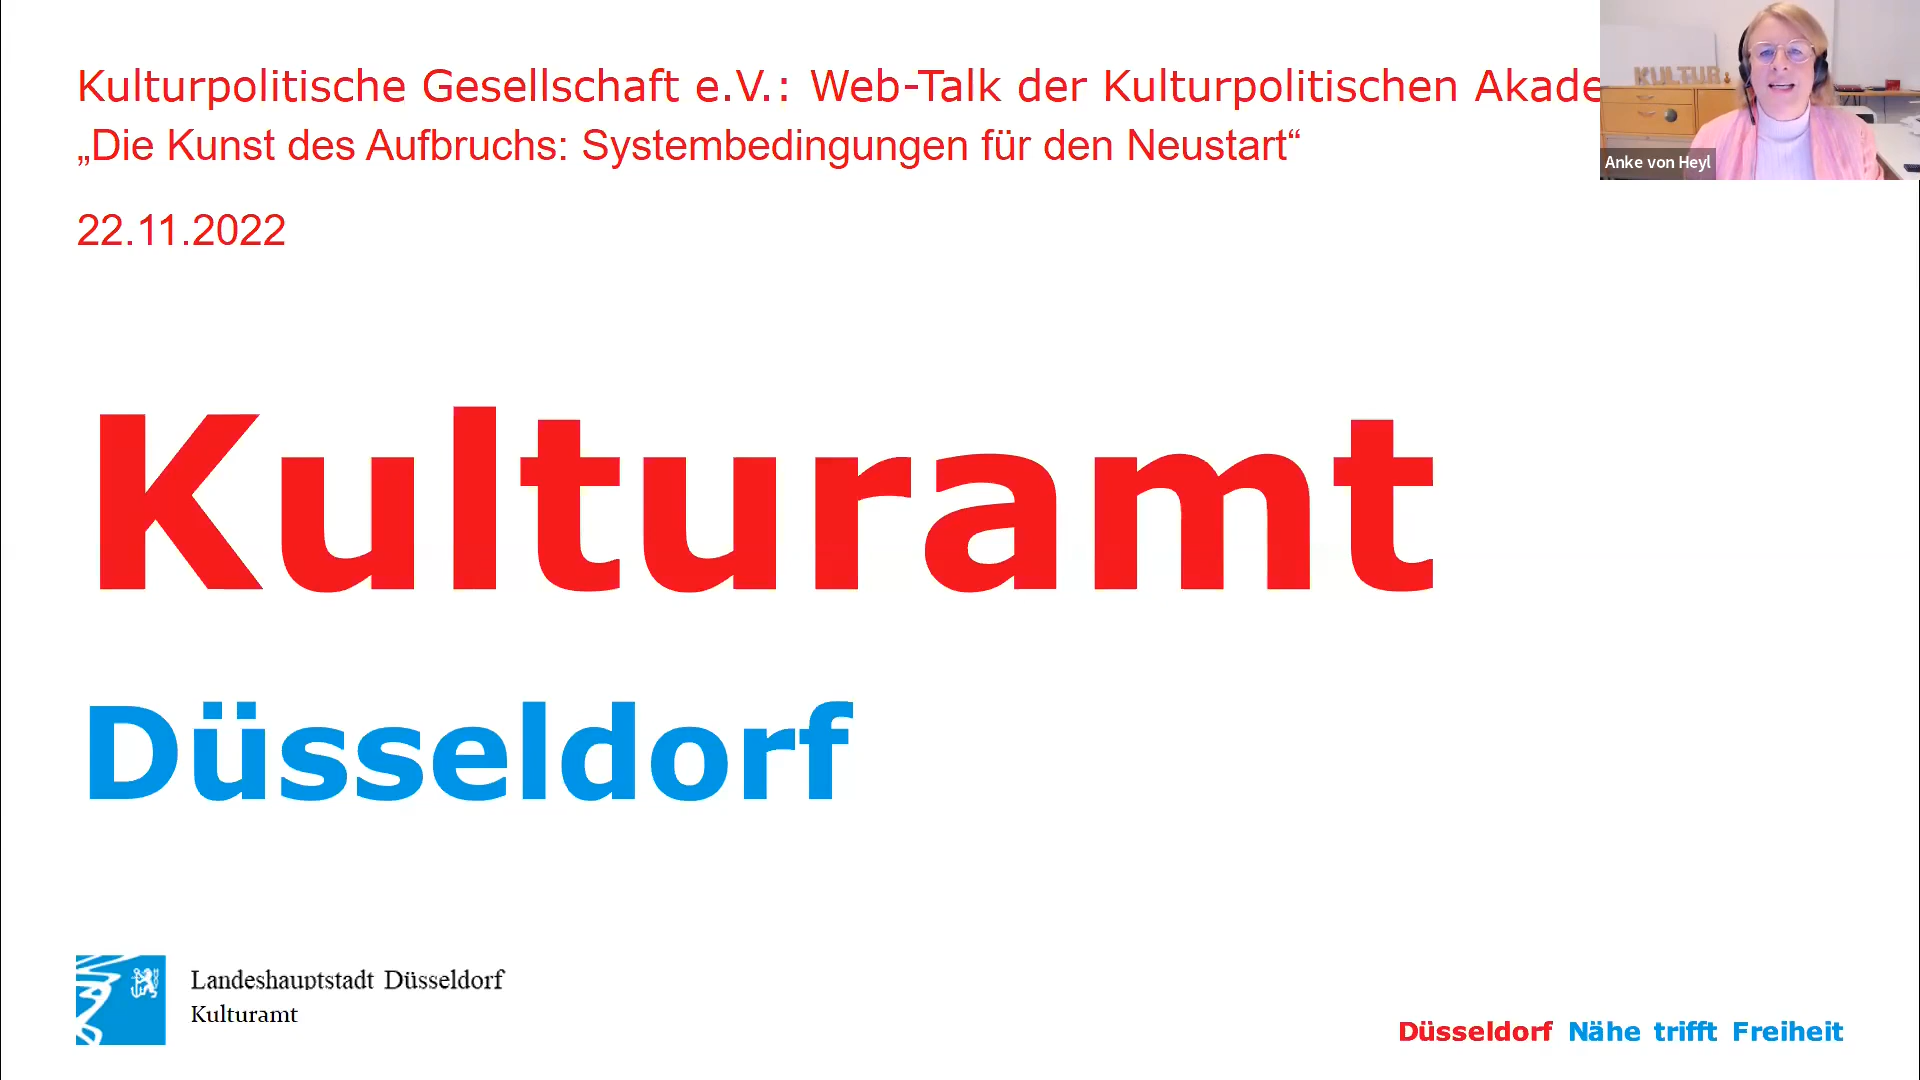 Kulturpolitische Gesellschaft e.V.: Web-Talk der Kulturpolitischen Akade
„Die Kunst des Aufbruchs: Systembedingungen für den Neustart“
22.11.2022
KULTUR
Anke von Heyl
Kulturamt
Düsseldorf
Landeshauptstadt Düsseldorf
Kulturamt
Düsseldorf Nähe trifft Freiheit